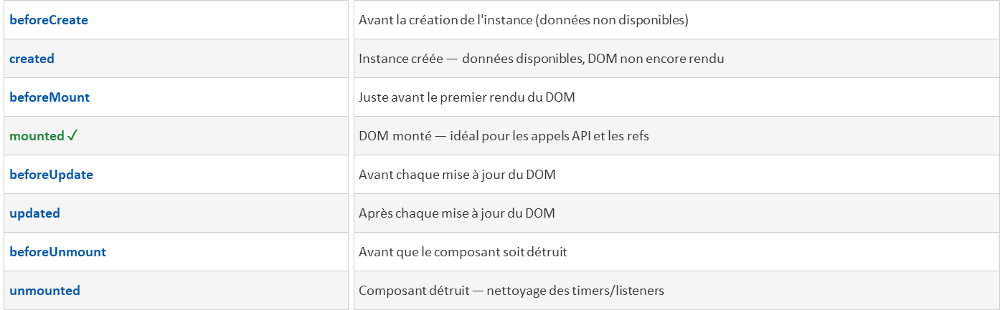 beforeCreate Avant la création de l'instance (données non disponibles)
created Instance créée — données disponibles, DOM non encore rendu
beforeMount Juste avant le premier rendu du DOM
mounted ✓ DOM monté — idéal pour les appels API et les refs
beforeUpdate Avant chaque mise à jour du DOM
updated Après chaque mise à jour du DOM
beforeUnmount Avant que le composant soit détruit
unmounted Composant détruit — nettoyage des timers/listeners